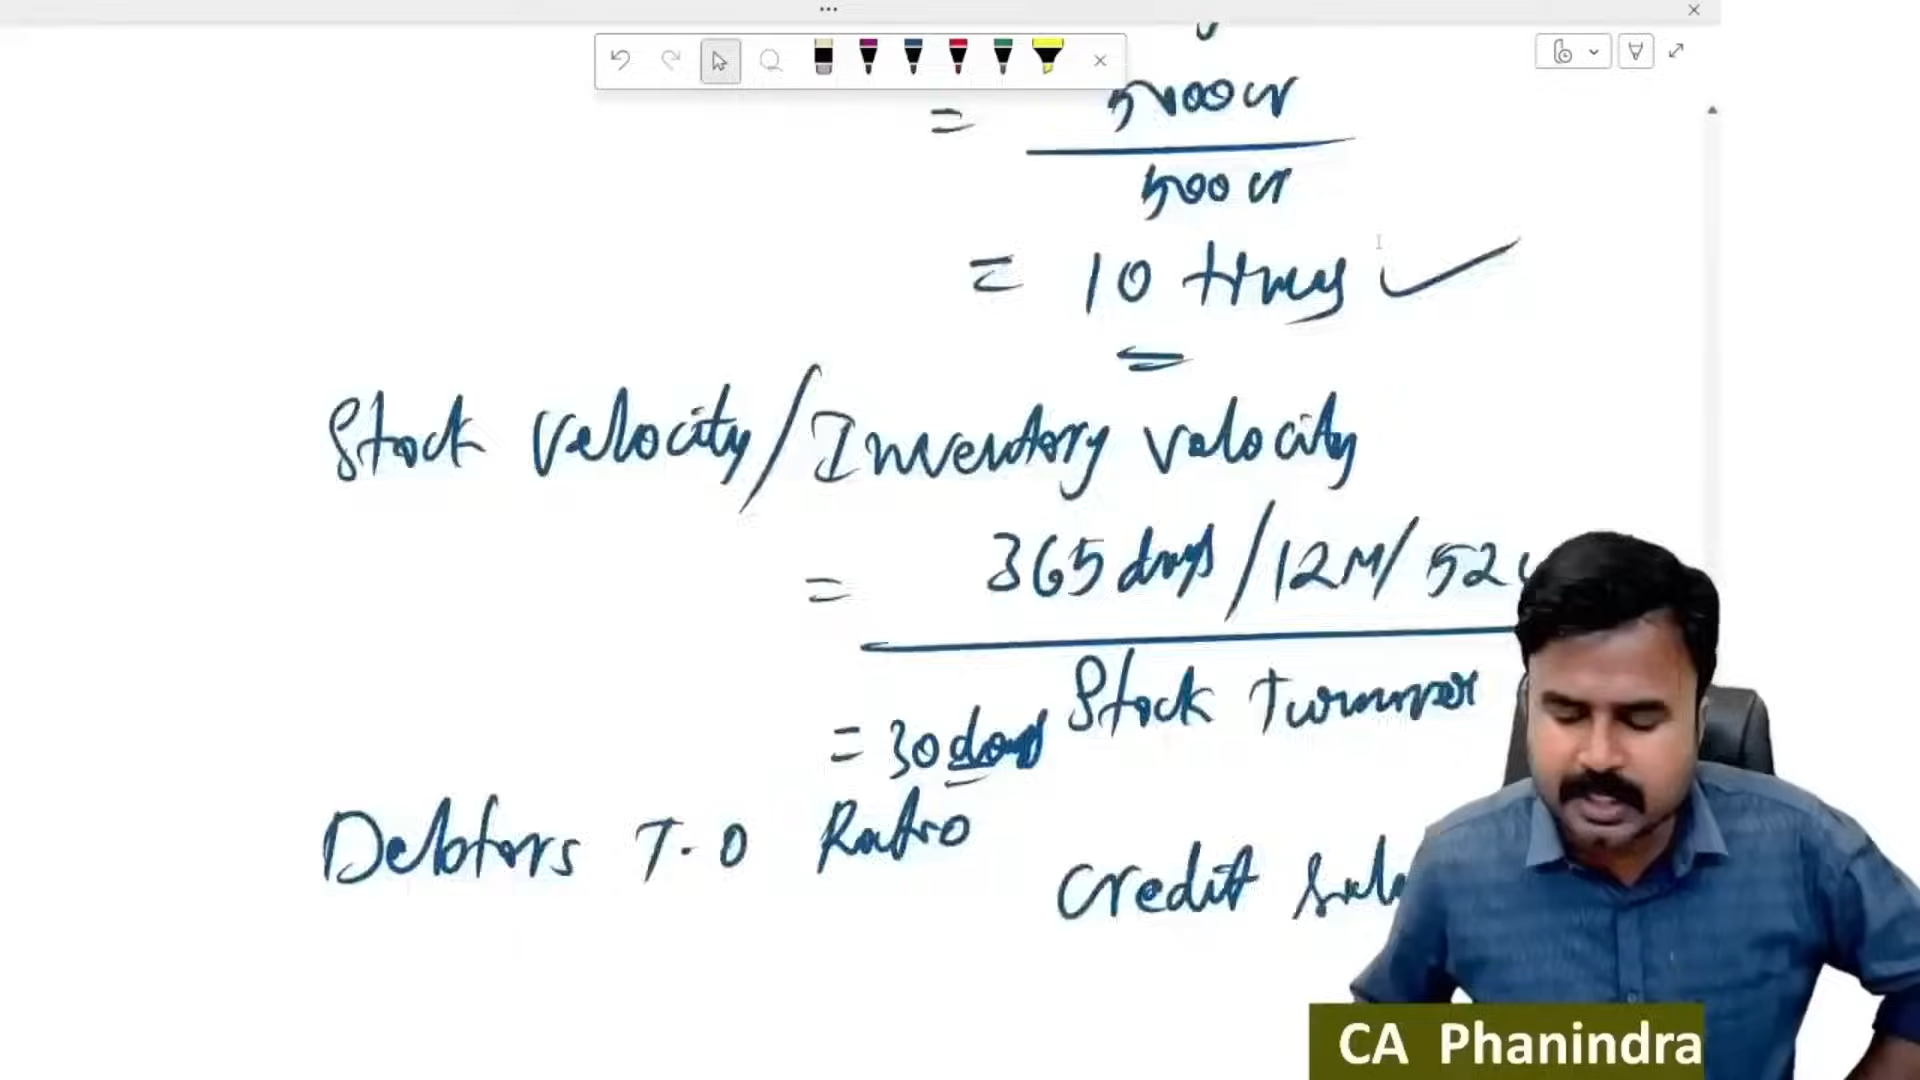 = 5000 cr
500 cr
= 10 times
Stock Velocity/Inventory velocity
= 365 days/12M/52
Stock turnover
= 30 days
Debtors T.O Ratio
Credit
CA Phanindra